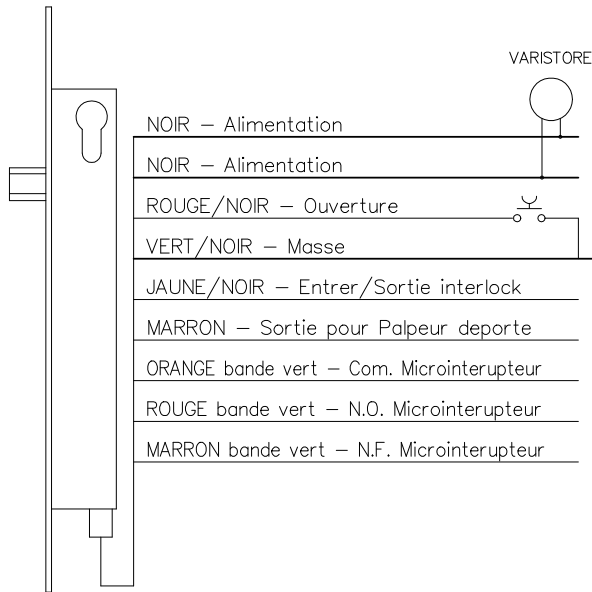 VARISTORE
NOIR – Alimentation
NOIR – Alimentation
ROUGE/NOIR – Ouverture
VERT/NOIR – Masse
JAUNE/NOIR – Entrer/Sortie interlock
MARRON – Sortie pour Palpeur deporte
ORANGE bande vert – Com. Microinterupteur
ROUGE bande vert – N.O. Microinterupteur
MARRON bande vert – N.F. Microinterupteur